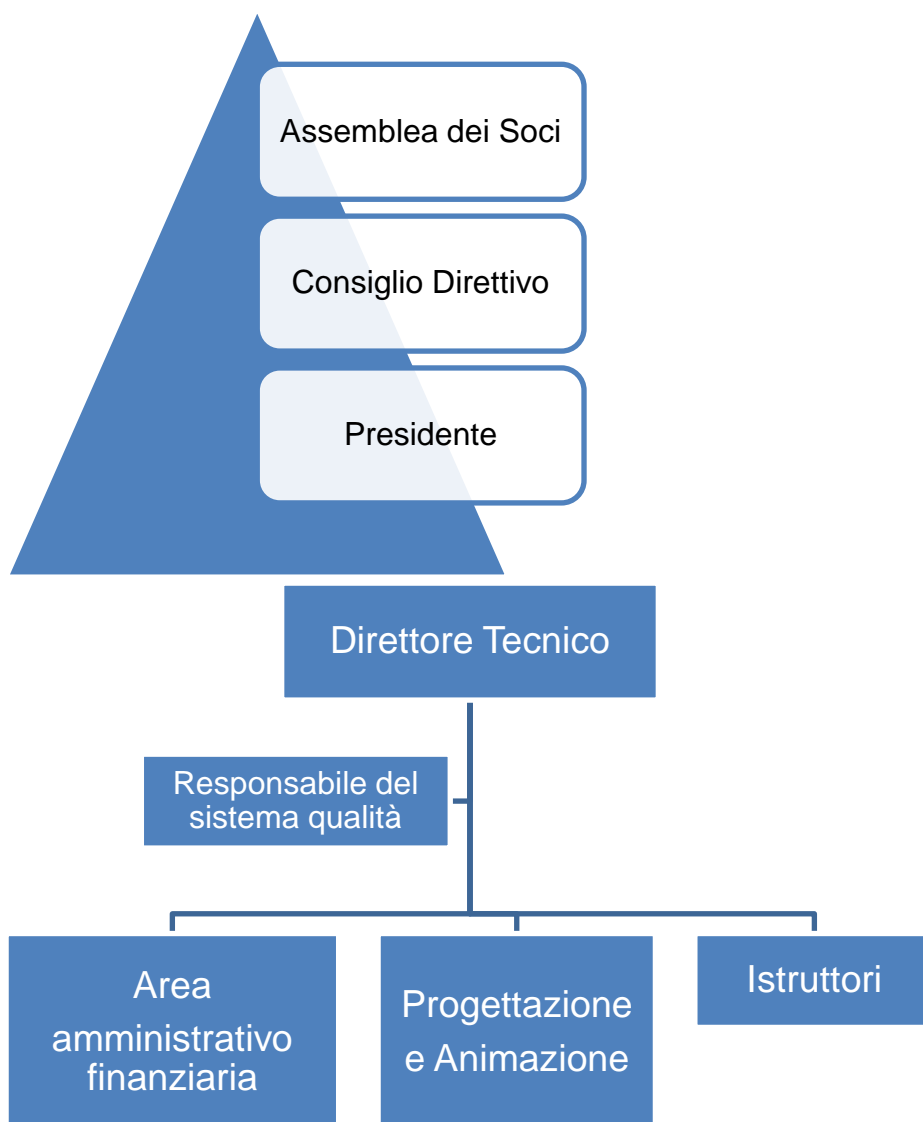 Assemblea dei Soci
Consiglio Direttivo
Presidente
Direttore Tecnico
Responsabile del
sistema qualità
Area
amministrativo
finanziaria
Progettazione
e Animazione
Istruttori